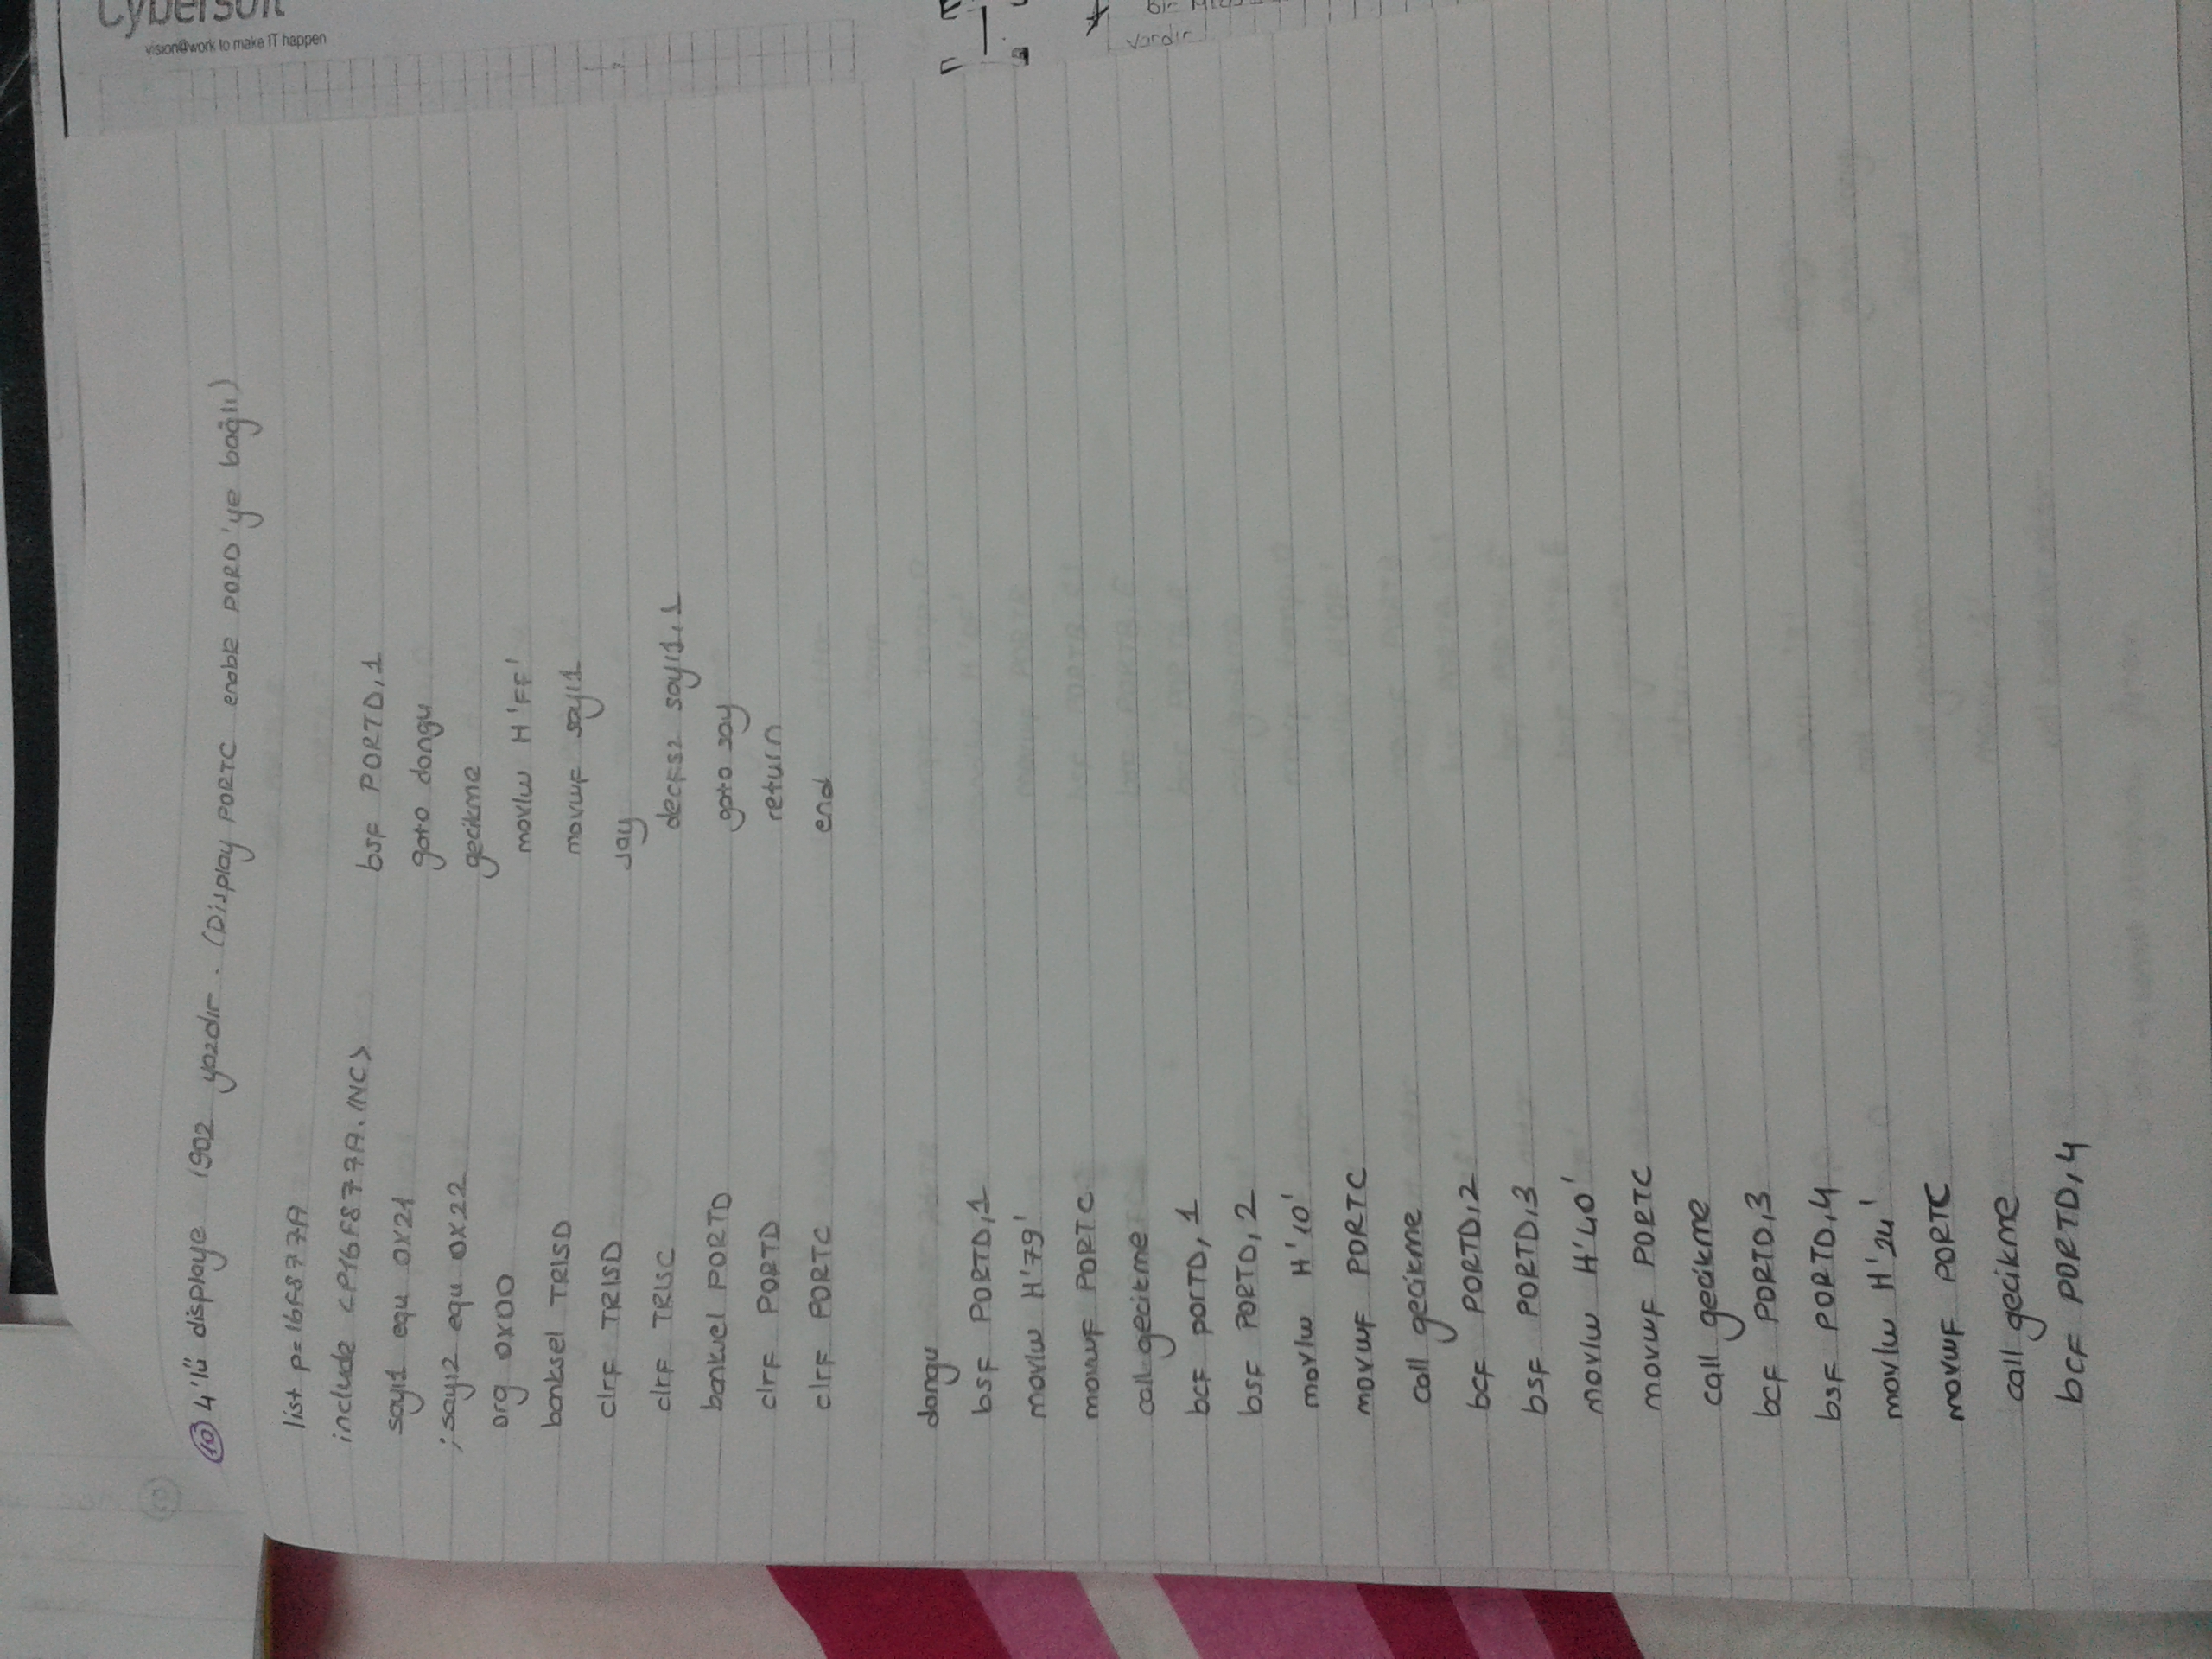 10 4'lü displaye 1902 yazdır. (Display PORTC enable PORD'ye bağlı)
list p=16F877A
include <P16F877A.INC>
sayı1 equ 0X21
;sayı2 equ 0X22
org 0X00
banksel TRISD
clrF TRISD
clrF TRISC
banksel PORTD
clrF PORTD
clrF PORTC
dongu
bsF PORTD,1
movlw H'79'
movwF PORTC
call gecikme
bcF porTD, 1
bsF PORTD, 2
movlw H'10'
movwF PORTC
call gecikme
bcF PORTD,2
bsF PORTD,3
movlw H'40'
movwF PORTC
call gecikme
bcF PORTD,3
bsF PORTD,4
movlw H'24'
movwF PORTC
call gecikme
bcF PORTD,4
bsF PORTD,1
goto dongu
gecikme
movlw H'FF'
movwF sayı1
say
decFsz sayı1,1
goto say
return
end
cybersoft
vision@work to make IT happen
vardır